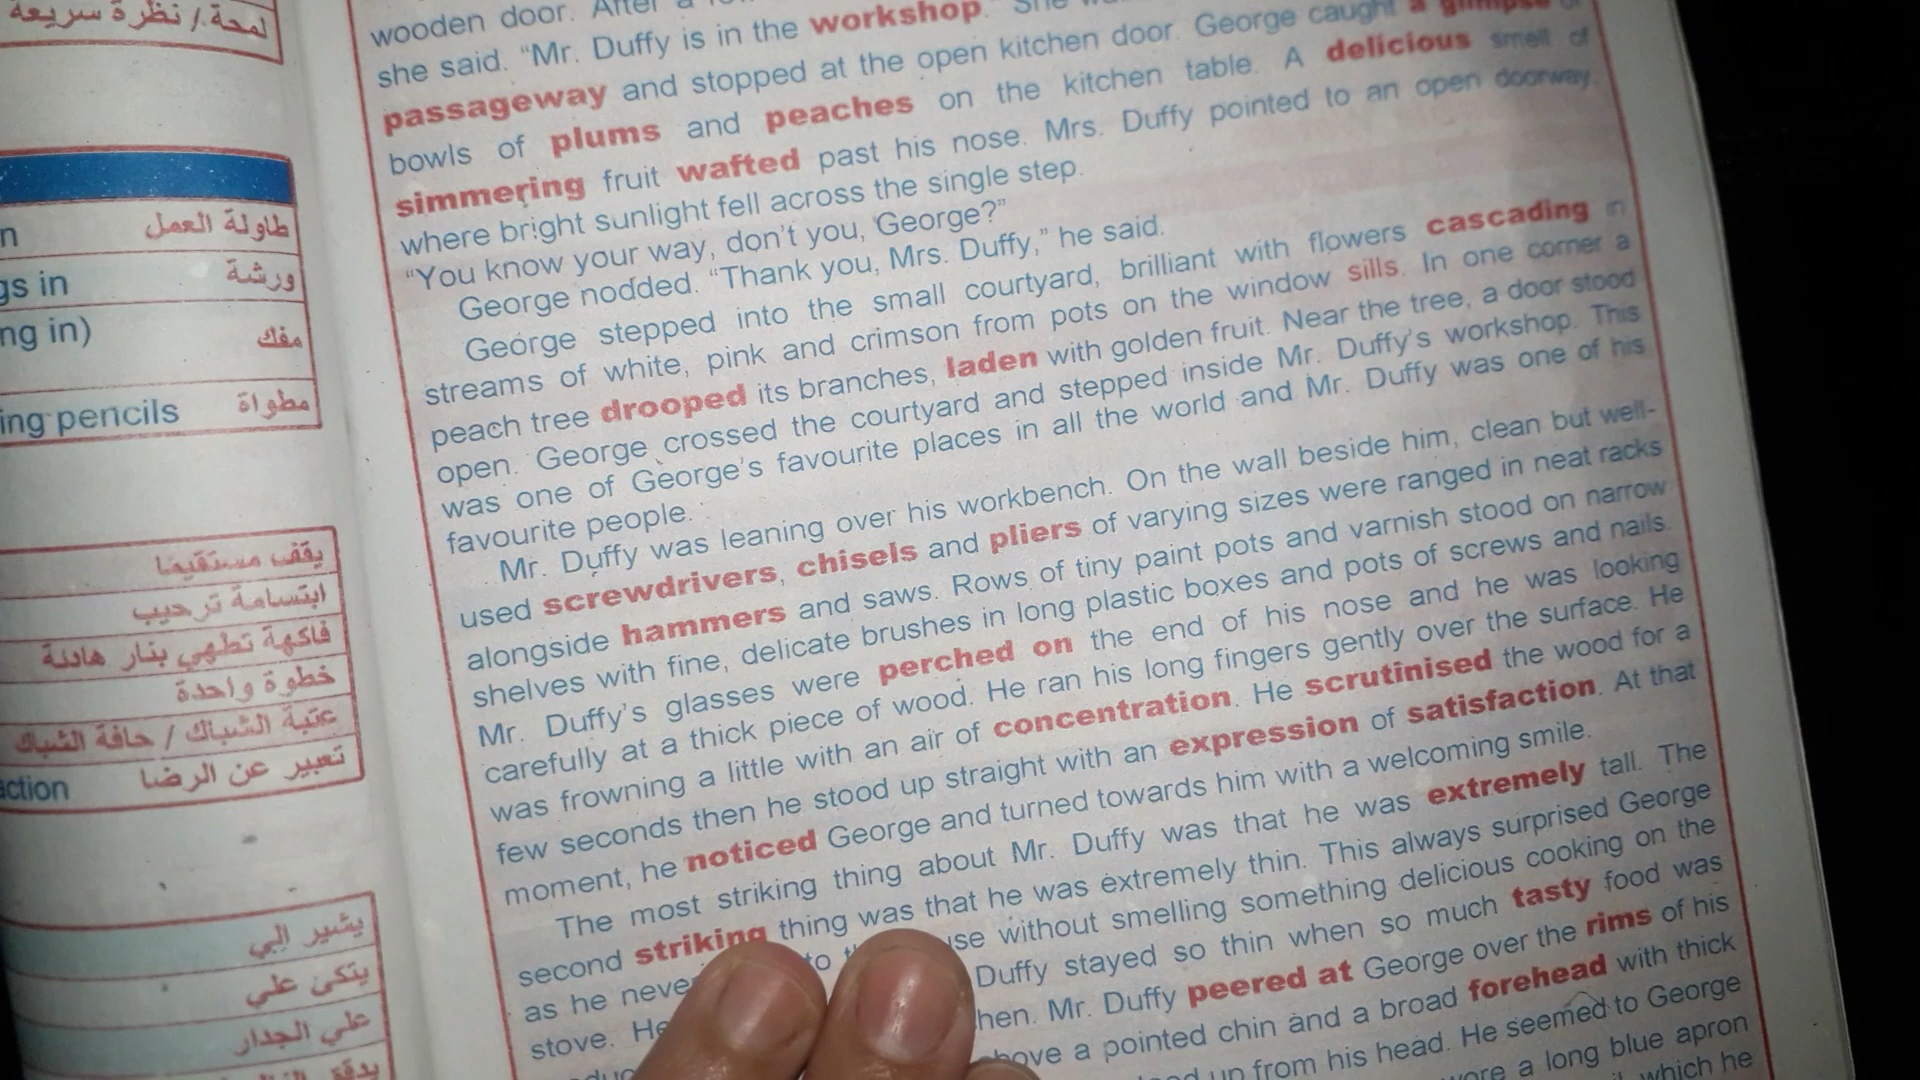 لمحة / نظرة سريعة
n طاولة العمل
gs in ورشة
ng in) مفك
ing pencils مطواة
يقف مستقيما
ابتسامة ترحيب
فاكهة تطهي بنار هادئة
خطوة واحدة
عتبة الشباك / حافة الشباك
ction تعبير عن الرضا
يشير إلي
يتكئ علي
علي الجدار
wooden door. After a
she said. “Mr. Duffy is in the workshop.” She
passageway and stopped at the open kitchen door. George caught a glimpse of
bowls of plums and peaches on the kitchen table. A delicious smell of
simmering fruit wafted past his nose. Mrs. Duffy pointed to an open doorway
where bright sunlight fell across the single step.
“You know your way, don’t you, George?”
George nodded. “Thank you, Mrs. Duffy,” he said.
George stepped into the small courtyard, brilliant with flowers cascading in
streams of white, pink and crimson from pots on the window sills. In one corner a
peach tree drooped its branches, laden with golden fruit. Near the tree, a door stood
open. George crossed the courtyard and stepped inside Mr. Duffy’s workshop. This
was one of George’s favourite places in all the world and Mr. Duffy was one of his
favourite people.
Mr. Duffy was leaning over his workbench. On the wall beside him, clean but well-
used screwdrivers, chisels and pliers of varying sizes were ranged in neat racks
alongside hammers and saws. Rows of tiny paint pots and varnish stood on narrow
shelves with fine, delicate brushes in long plastic boxes and pots of screws and nails.
Mr. Duffy’s glasses were perched on the end of his nose and he was looking
carefully at a thick piece of wood. He ran his long fingers gently over the surface. He
was frowning a little with an air of concentration. He scrutinised the wood for a
few seconds then he stood up straight with an expression of satisfaction. At that
moment, he noticed George and turned towards him with a welcoming smile.
The most striking thing about Mr. Duffy was that he was extremely tall. The
second striking thing was that he was extremely thin. This always surprised George
as he never to use without smelling something delicious cooking on the
stove. He Duffy stayed so thin when so much tasty food was
hen. Mr. Duffy peered at George over the rims of his
bove a pointed chin and a broad forehead with thick
up from his head. He seemed to George
wore a long blue apron
which he